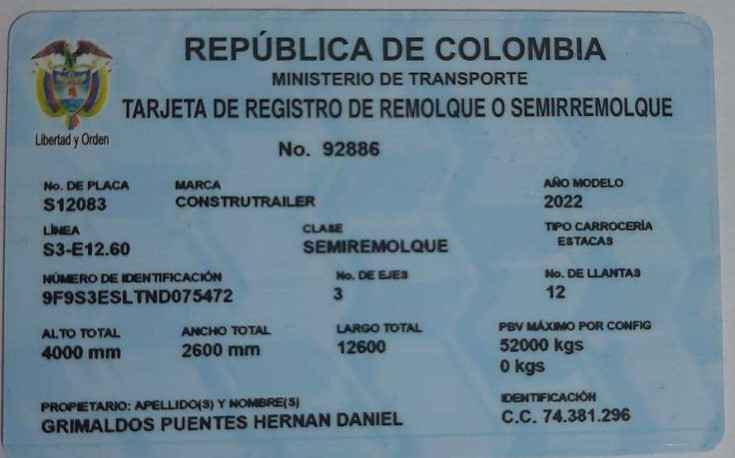 REPÚBLICA DE COLOMBIA
MINISTERIO DE TRANSPORTE
TARJETA DE REGISTRO DE REMOLQUE O SEMIRREMOLQUE
Libertad y Orden
No. 92886
No. DE PLACA MARCA AÑO MODELO
S12083 CONSTRUTRAILER 2022
LÍNEA CLASE TIPO CARROCERÍA
S3-E12.60 SEMIREMOLQUE ESTACAS
NÚMERO DE IDENTIFICACIÓN No. DE EJES No. DE LLANTAS
9F9S3ESLTND075472 3 12
ALTO TOTAL ANCHO TOTAL LARGO TOTAL PBV MÁXIMO POR CONFIG
4000 mm 2600 mm 12600 52000 kgs
0 kgs
PROPIETARIO: APELLIDO(S) Y NOMBRE(S) IDENTIFICACIÓN
GRIMALDOS PUENTES HERNAN DANIEL C.C. 74.381.296